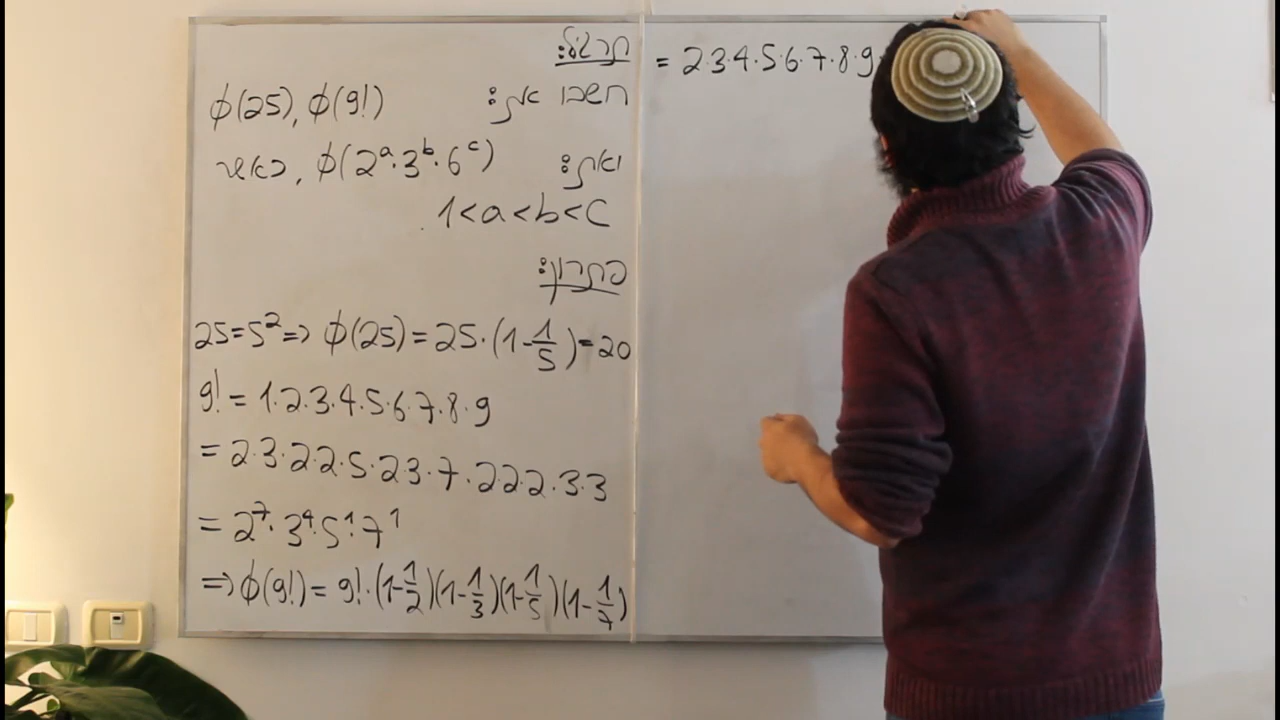 תרגיל:
חשבו את: ϕ(25), ϕ(9!)
ואת: ϕ(2^a·3^b·6^c), כאשר
1<a<b<c.
פתרון:
25=5^2 => ϕ(25)=25·(1-1/5)=20
9! = 1·2·3·4·5·6·7·8·9
= 2·3·2·2·5·2·3·7·2·2·2·3·3
= 2^7·3^4·5^1·7^1
=> ϕ(9!) = 9!·(1-1/2)(1-1/3)(1-1/5)(1-1/7)
= 2·3·4·5·6·7·8·9